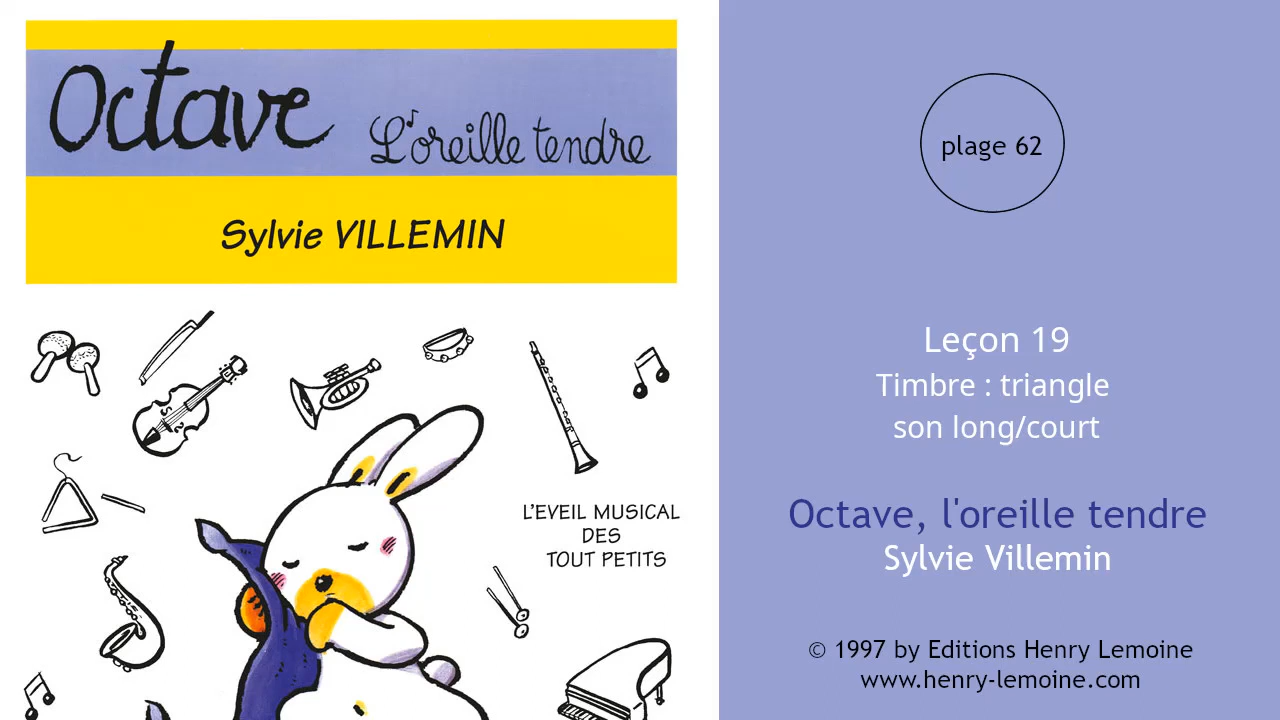 Octave
L'oreille tendre
Sylvie VILLEMIN
L'EVEIL MUSICAL
DES
TOUT PETITS
plage 62
Leçon 19
Timbre : triangle
son long/court
Octave, l'oreille tendre
Sylvie Villemin
© 1997 by Editions Henry Lemoine
www.henry-lemoine.com